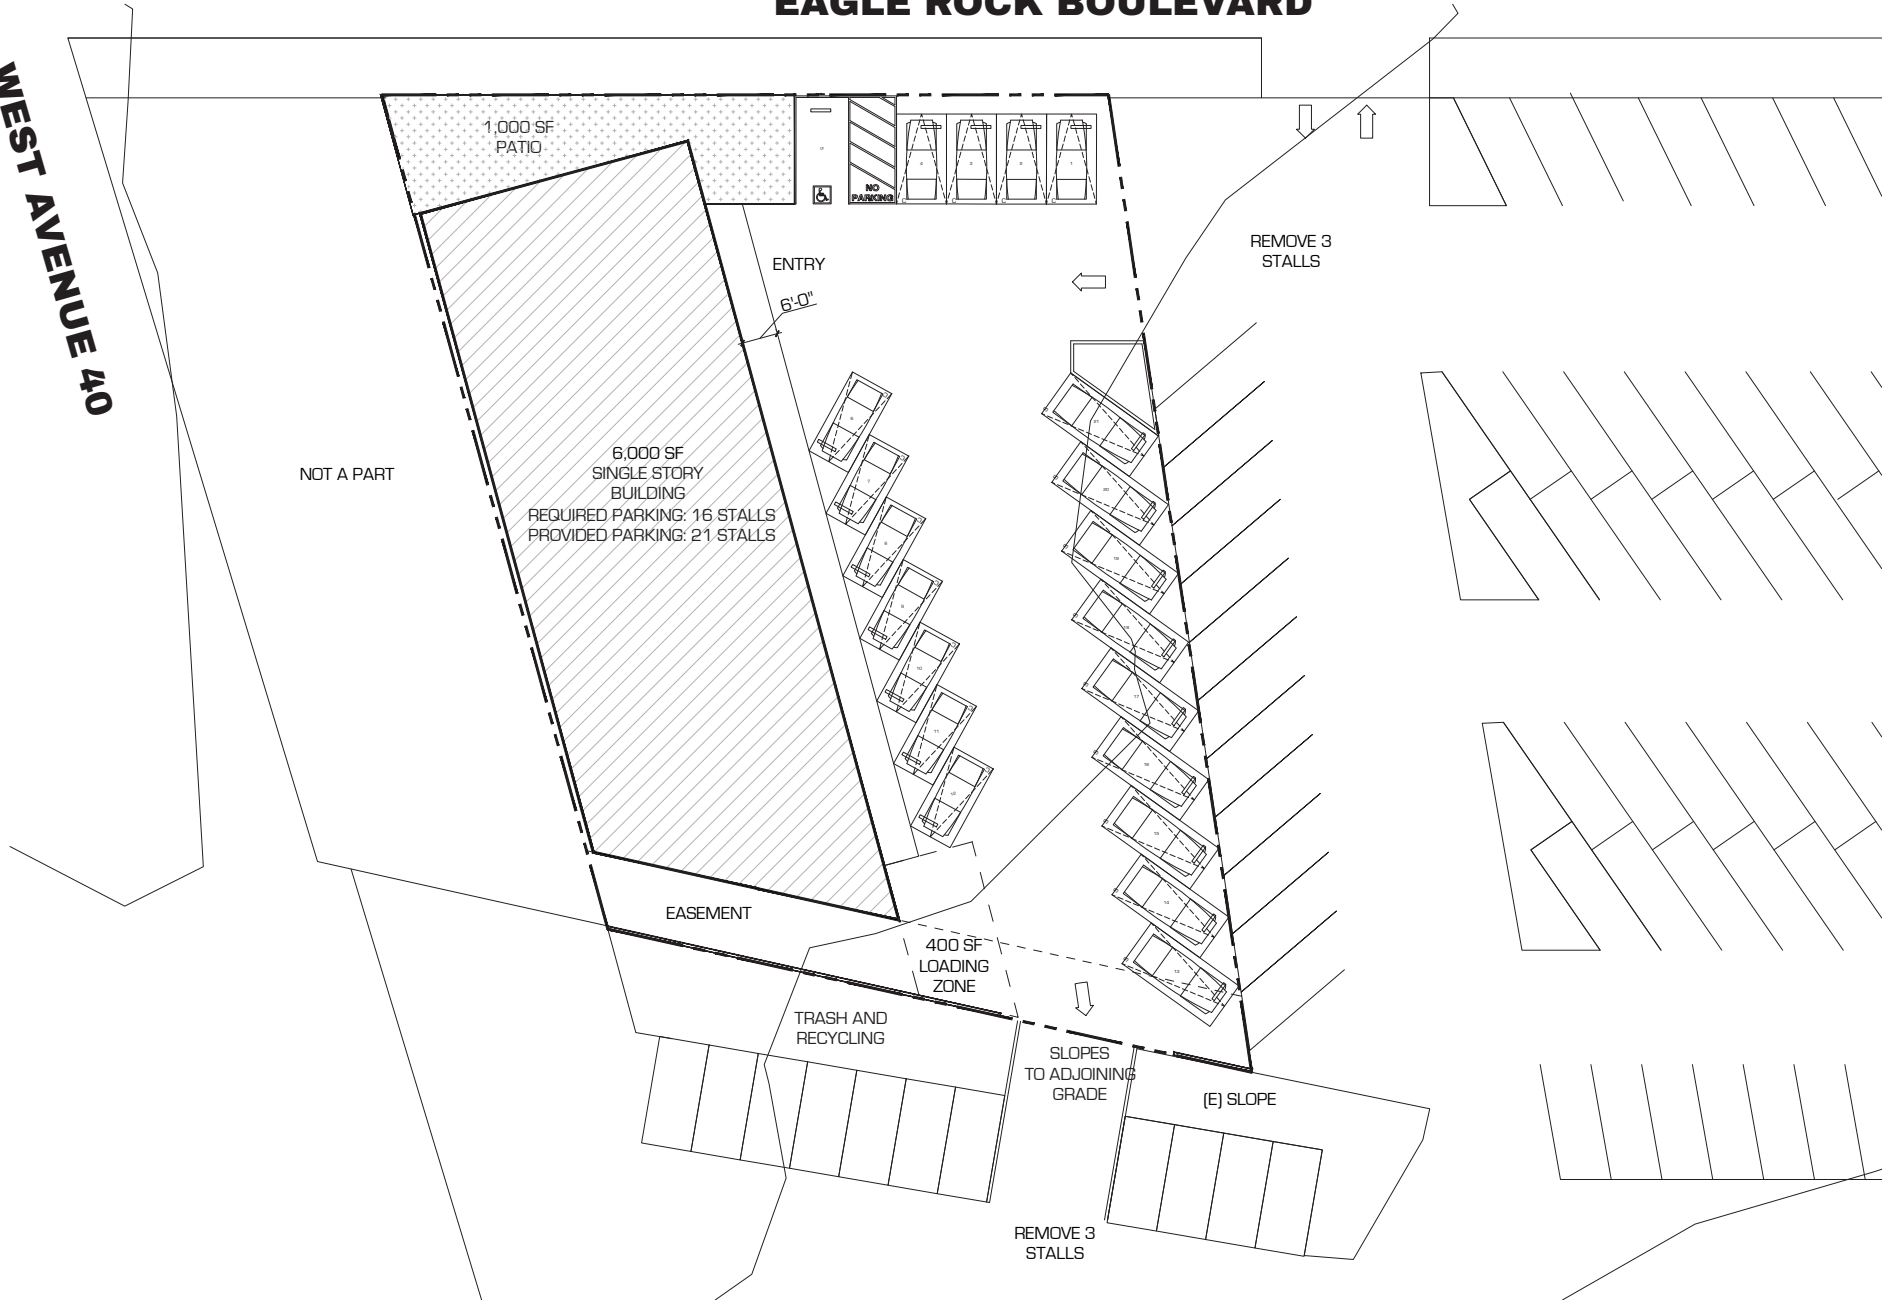 EAGLE ROCK BOULEVARD
WEST AVENUE 40
1,000 SF
PATIO
NO
PARKING
REMOVE 3
STALLS
ENTRY
6'-0"
NOT A PART
6,000 SF
SINGLE STORY
BUILDING
REQUIRED PARKING: 16 STALLS
PROVIDED PARKING: 21 STALLS
EASEMENT
400 SF
LOADING
ZONE
TRASH AND
RECYCLING
SLOPES
TO ADJOINING
GRADE
(E) SLOPE
REMOVE 3
STALLS